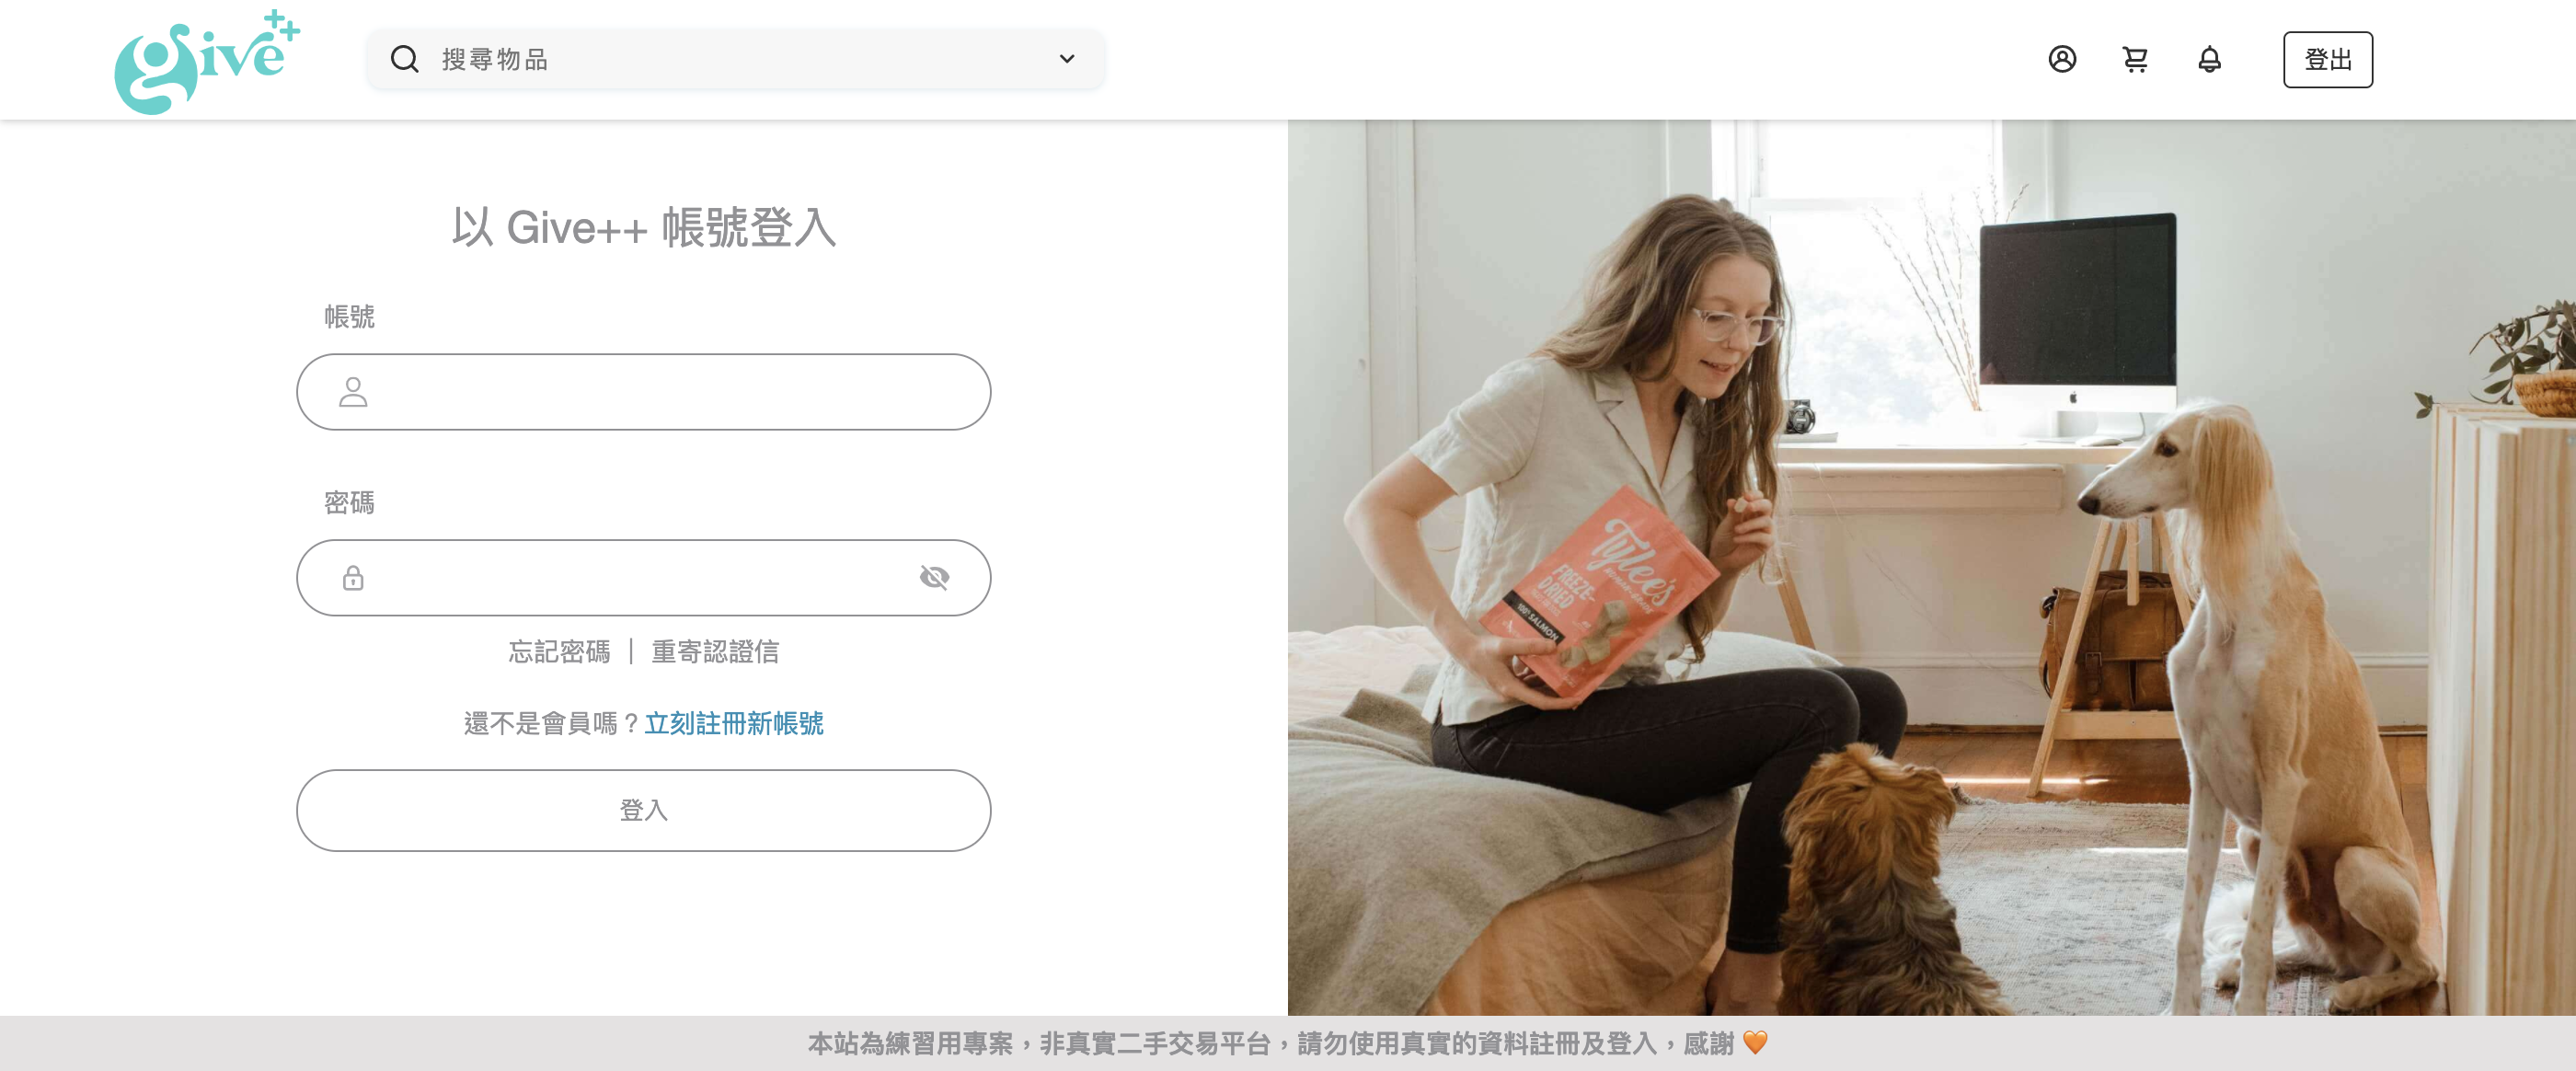 give++
搜尋物品
登出
以 Give++ 帳號登入
帳號
密碼
忘記密碼 | 重寄認證信
還不是會員嗎？立刻註冊新帳號
登入
Tylee's
FREEZE-
DRIED
100% SALMON
本站為練習用專案，非真實二手交易平台，請勿使用真實的資料註冊及登入，感謝 🧡